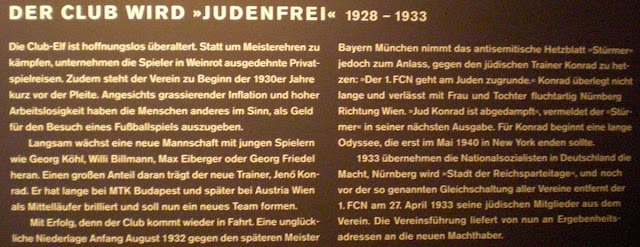 DER CLUB WIRD »JUDENFREI« 1928 – 1933
Die Club-Elf ist hoffnungslos überaltert. Statt um Meisterehren zu
kämpfen, unternehmen die Spieler in Weinrot ausgedehnte Privat-
spielreisen. Zudem steht der Verein zu Beginn der 1930er Jahre
kurz vor der Pleite. Angesichts grassierender Inflation und hoher
Arbeitslosigkeit haben die Menschen anderes im Sinn, als Geld
für den Besuch eines Fußballspiels auszugeben.
Langsam wächst eine neue Mannschaft mit jungen Spielern
wie Georg Köhl, Willi Billmann, Max Eiberger oder Georg Friedel
heran. Einen großen Anteil daran trägt der neue Trainer, Jenő Kon-
rad. Er hat lange bei MTK Budapest und später bei Austria Wien
als Mittelläufer brilliert und soll nun ein neues Team formen.
Mit Erfolg, denn der Club kommt wieder in Fahrt. Eine unglück-
liche Niederlage Anfang August 1932 gegen den späteren Meister
Bayern München nimmt das antisemitische Hetzblatt »Stürmer«
jedoch zum Anlass, gegen den jüdischen Trainer Konrad zu het-
zen: »Der 1. FCN geht am Juden zugrunde.« Konrad überlegt nicht
lange und verlässt mit Frau und Tochter fluchtartig Nürnberg
Richtung Wien. »Jud Konrad ist abgedampft«, vermeldet der »Stür-
mer« in seiner nächsten Ausgabe. Für Konrad beginnt eine lange
Odyssee, die erst im Mai 1940 in New York enden sollte.
1933 übernehmen die Nationalsozialisten in Deutschland die
Macht, Nürnberg wird »Stadt der Reichsparteitage«, und noch
vor der so genannten Gleichschaltung aller Vereine entfernt der
1. FCN am 27. April 1933 seine jüdischen Mitglieder aus dem
Verein. Die Vereinsführung liefert von nun an Ergebenheits-
adressen an die neuen Machthaber.